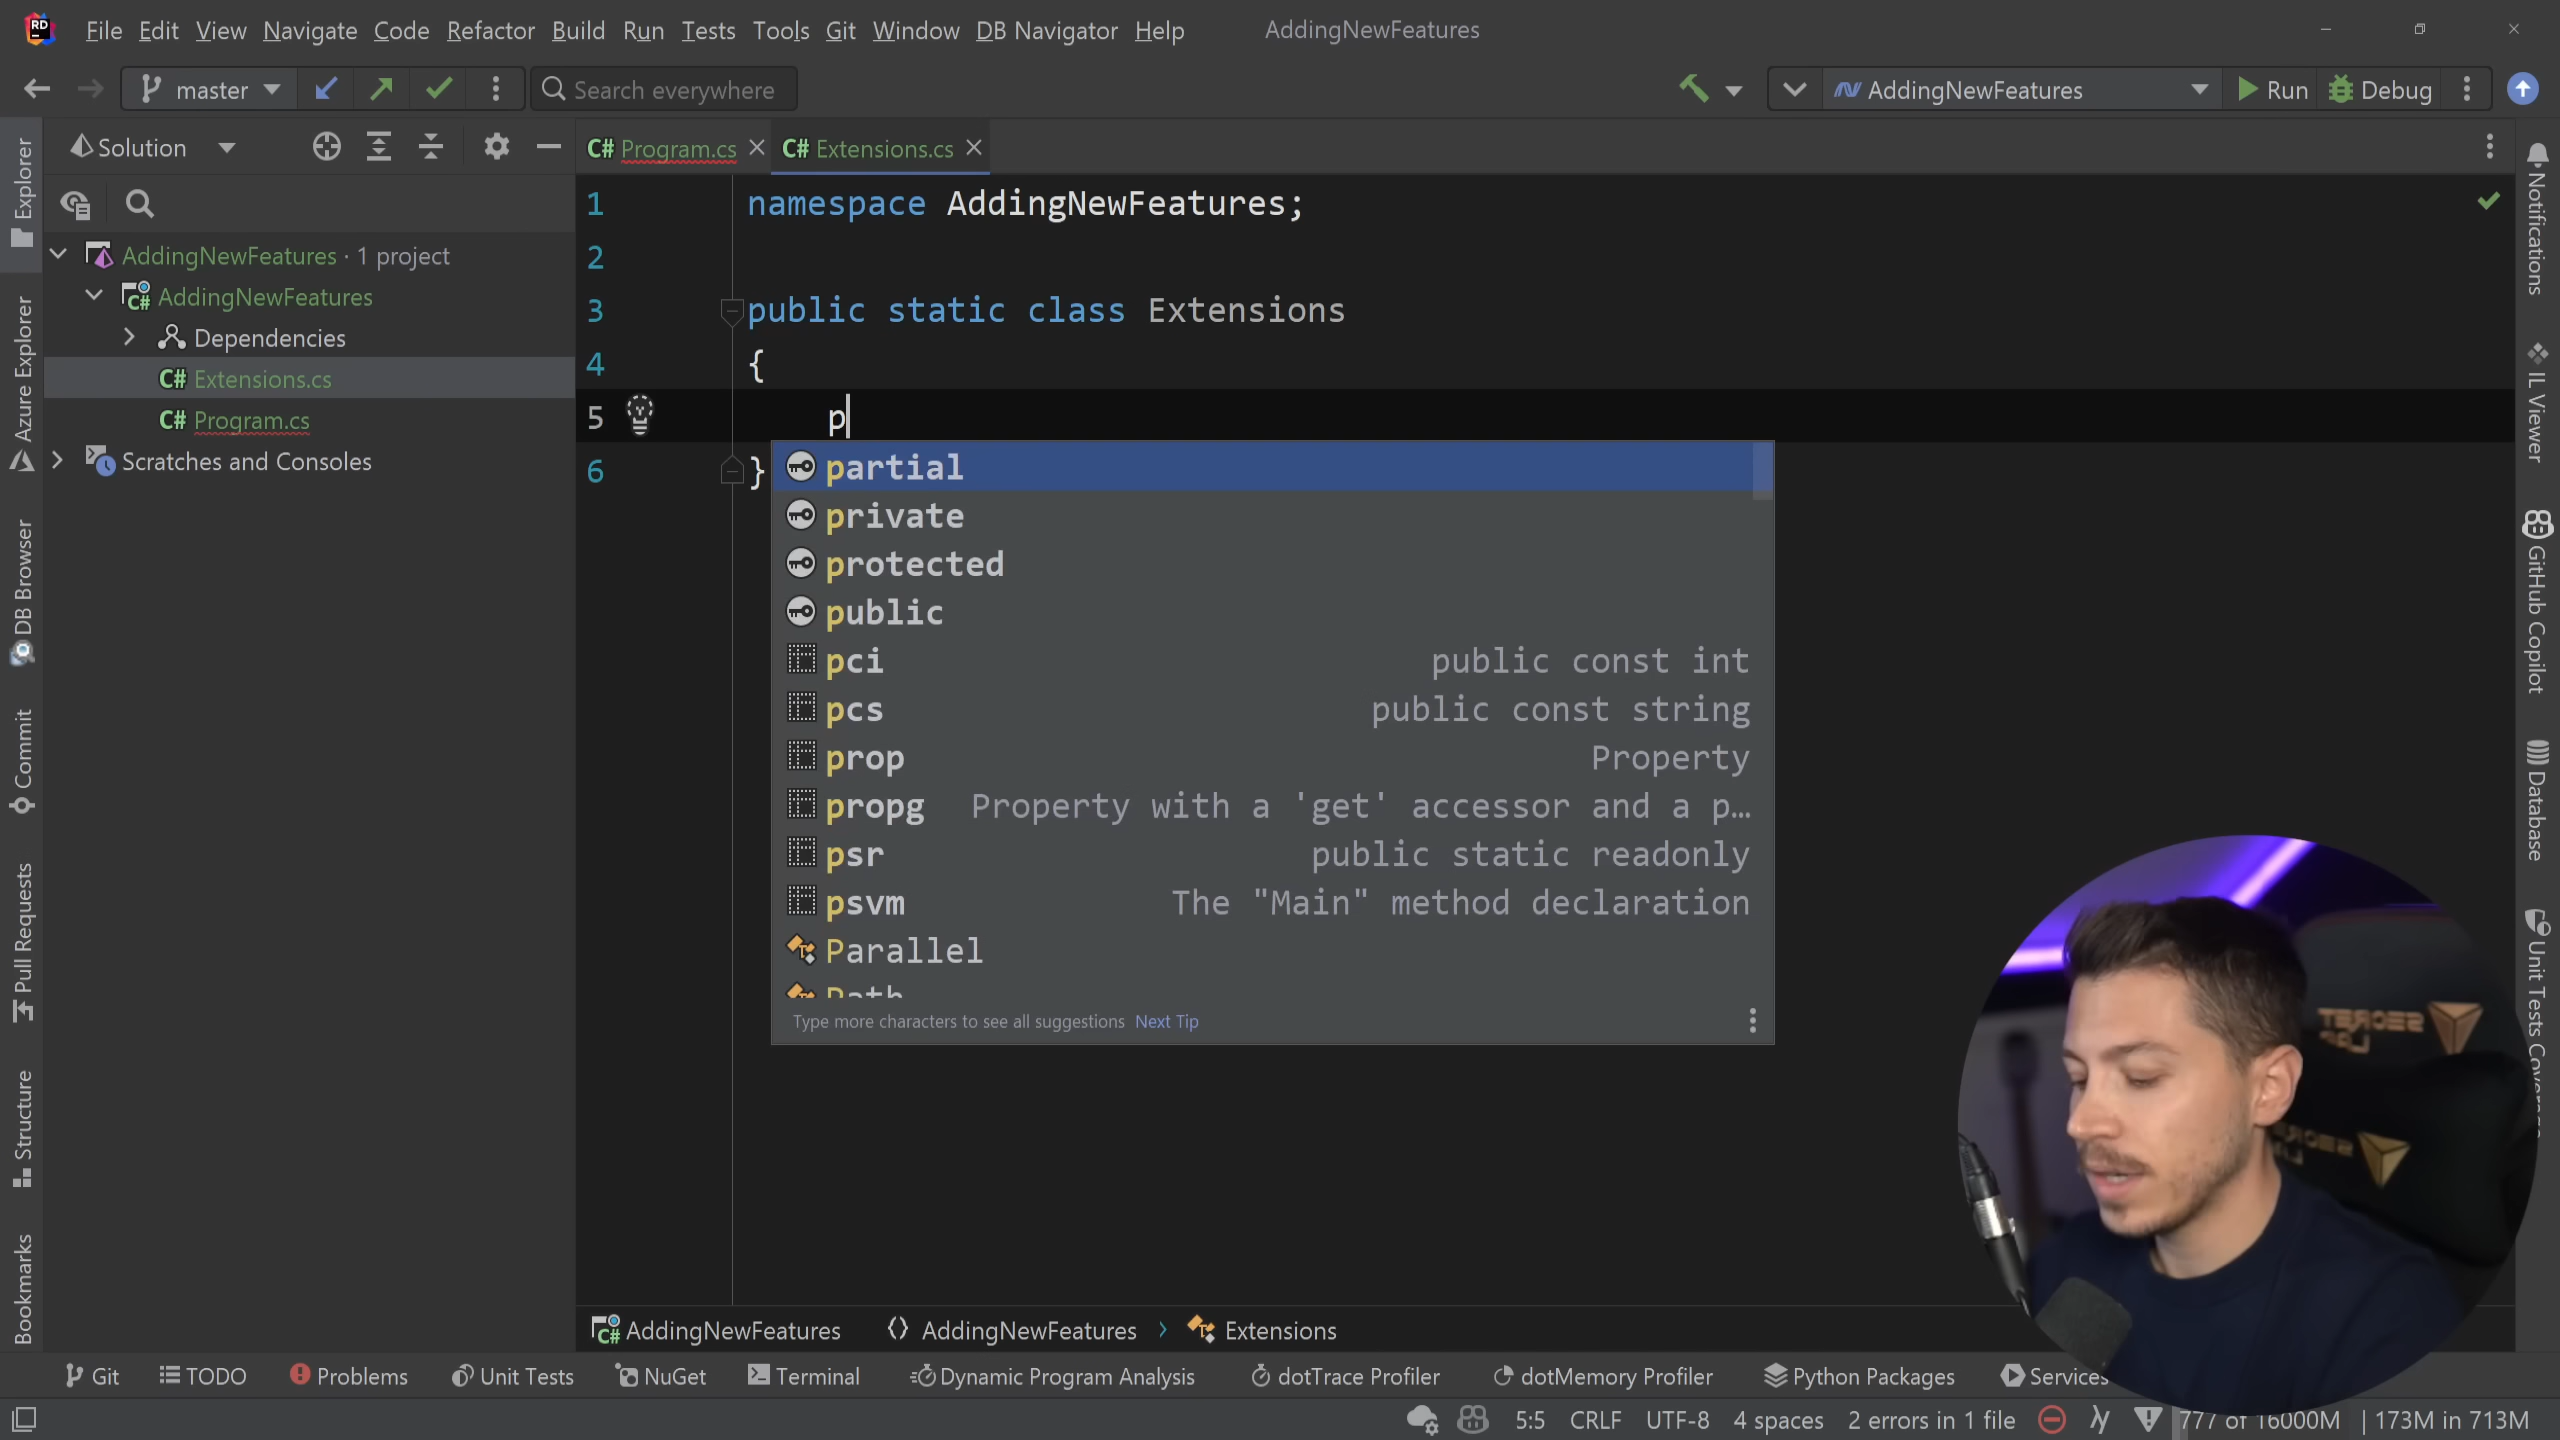 File Edit View Navigate Code Refactor Build Run Tests Tools Git Window DB Navigator Help AddingNewFeatures
master Search everywhere AddingNewFeatures Run Debug
Solution
C# Program.cs C# Extensions.cs
AddingNewFeatures · 1 project
C# AddingNewFeatures
Dependencies
C# Extensions.cs
C# Program.cs
Scratches and Consoles
1 namespace AddingNewFeatures;
2
3 public static class Extensions
4 {
5 p
6 }
partial
private
protected
public
pci public const int
pcs public const string
prop Property
propg Property with a 'get' accessor and a p…
psr public static readonly
psvm The "Main" method declaration
Parallel
Path
Type more characters to see all suggestions Next Tip
Explorer
Azure Explorer
DB Browser
Commit
Pull Requests
Structure
Bookmarks
Notifications
IL Viewer
GitHub Copilot
Database
Unit Tests
C# AddingNewFeatures {} AddingNewFeatures › Extensions
Git TODO Problems Unit Tests NuGet Terminal Dynamic Program Analysis dotTrace Profiler dotMemory Profiler Python Packages Services
5:5 CRLF UTF-8 4 spaces 2 errors in 1 file 777 of 16000M | 173M in 713M